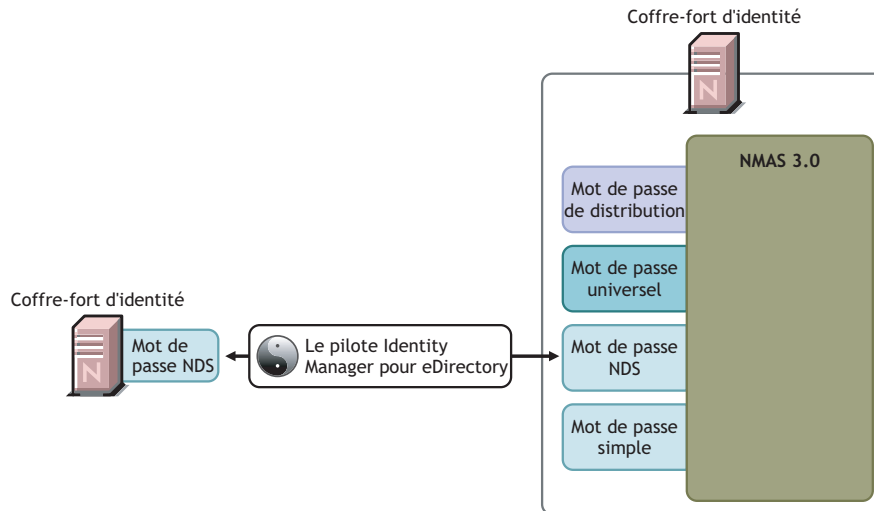 Coffre-fort d'identité
NMAS 3.0
Mot de passe
de distribution
Mot de passe
universel
Coffre-fort d'identité
Mot de
passe NDS
Le pilote Identity
Manager pour eDirectory
Mot de passe
NDS
Mot de passe
simple